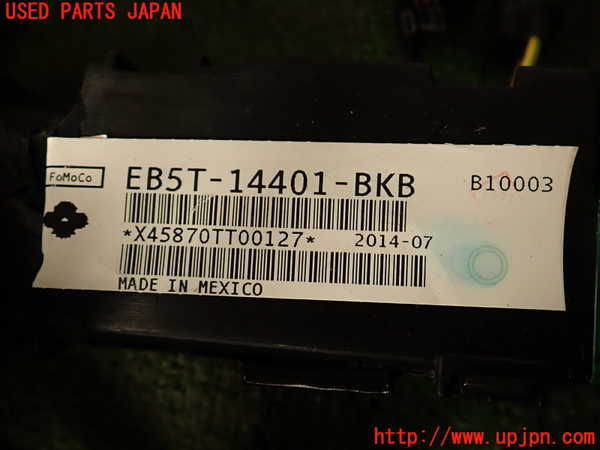 USED PARTS JAPAN
FoMoCo
EB5T-14401-BKB
B10003
*X45870TT00127*
2014-07
MADE IN MEXICO
http://www.upjpn.com/